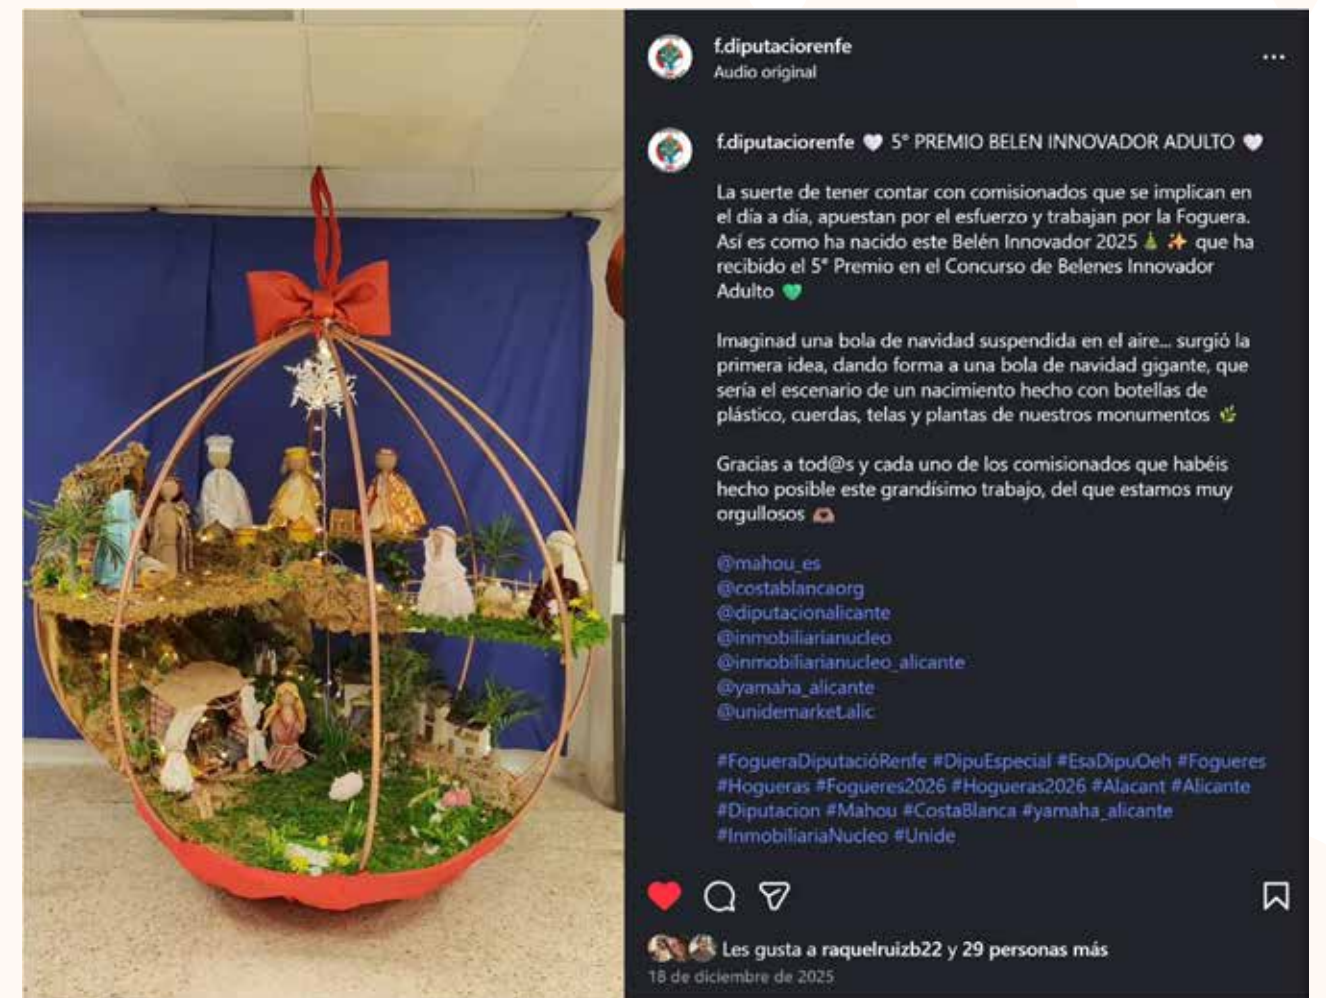 f.diputaciorenfe
Audio original
f.diputaciorenfe 🤍 5º PREMIO BELEN INNOVADOR ADULTO 🤍
La suerte de tener contar con comisionados que se implican en
el día a día, apuestan por el esfuerzo y trabajan por la Foguera.
Así es como ha nacido este Belén Innovador 2025 🎄 ✨ que ha
recibido el 5º Premio en el Concurso de Belenes Innovador
Adulto 💚
Imaginad una bola de navidad suspendida en el aire... surgió la
primera idea, dando forma a una bola de navidad gigante, que
sería el escenario de un nacimiento hecho con botellas de
plástico, cuerdas, telas y plantas de nuestros monumentos 🌿
Gracias a tod@s y cada uno de los comisionados que habéis
hecho posible este grandísimo trabajo, del que estamos muy
orgullosos 🫶🏽
@mahou_es
@costablancaorg
@diputacionalicante
@inmobiliarianucleo
@inmobiliarianucleo_alicante
@yamaha_alicante
@unidemarket.alic
#FogueraDiputacióRenfe #DipuEspecial #EsaDipuOeh #Fogueres
#Hogueras #Fogueres2026 #Hogueras2026 #Alacant #Alicante
#Diputacion #Mahou #CostaBlanca #yamaha_alicante
#InmobiliariaNucleo #Unide
Les gusta a raquelruizb22 y 29 personas más
18 de diciembre de 2025